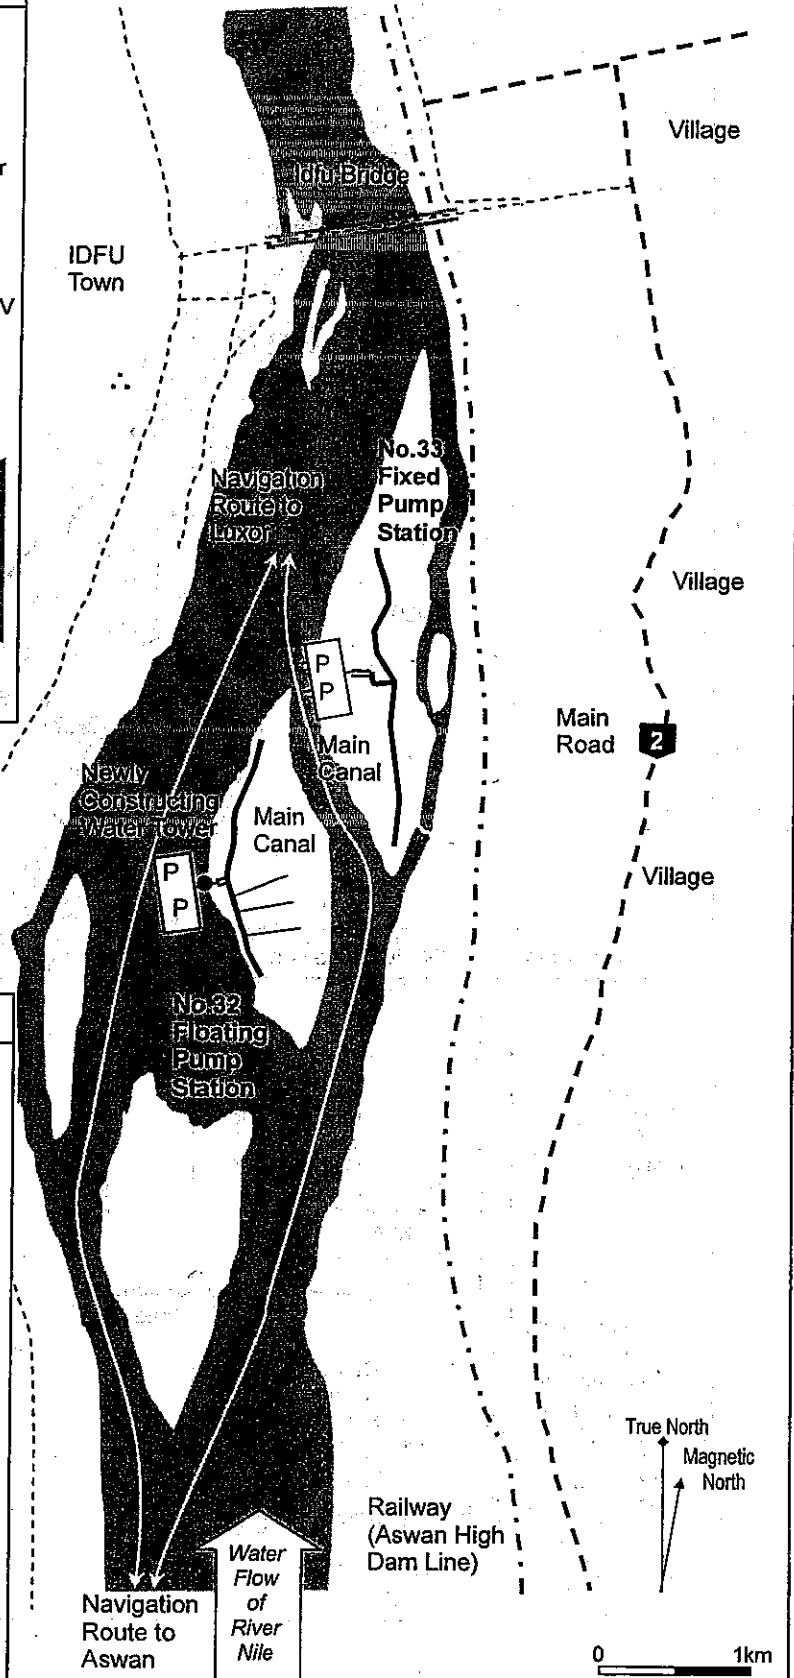 r
V
Village
Idfu Bridge
IDFU
Town
No.33
Fixed
Pump
Station
Navigation
Route to
Luxor
Village
P
P
Main
Road
2
Main
Canal
Newly
Constructing
Water Tower
Main
Canal
P
P
Village
No.32
Floating
Pump
Station
True North
Magnetic
North
Railway
(Aswan High
Dam Line)
Water
Flow
of
River
Nile
Navigation
Route to
Aswan
0 1km